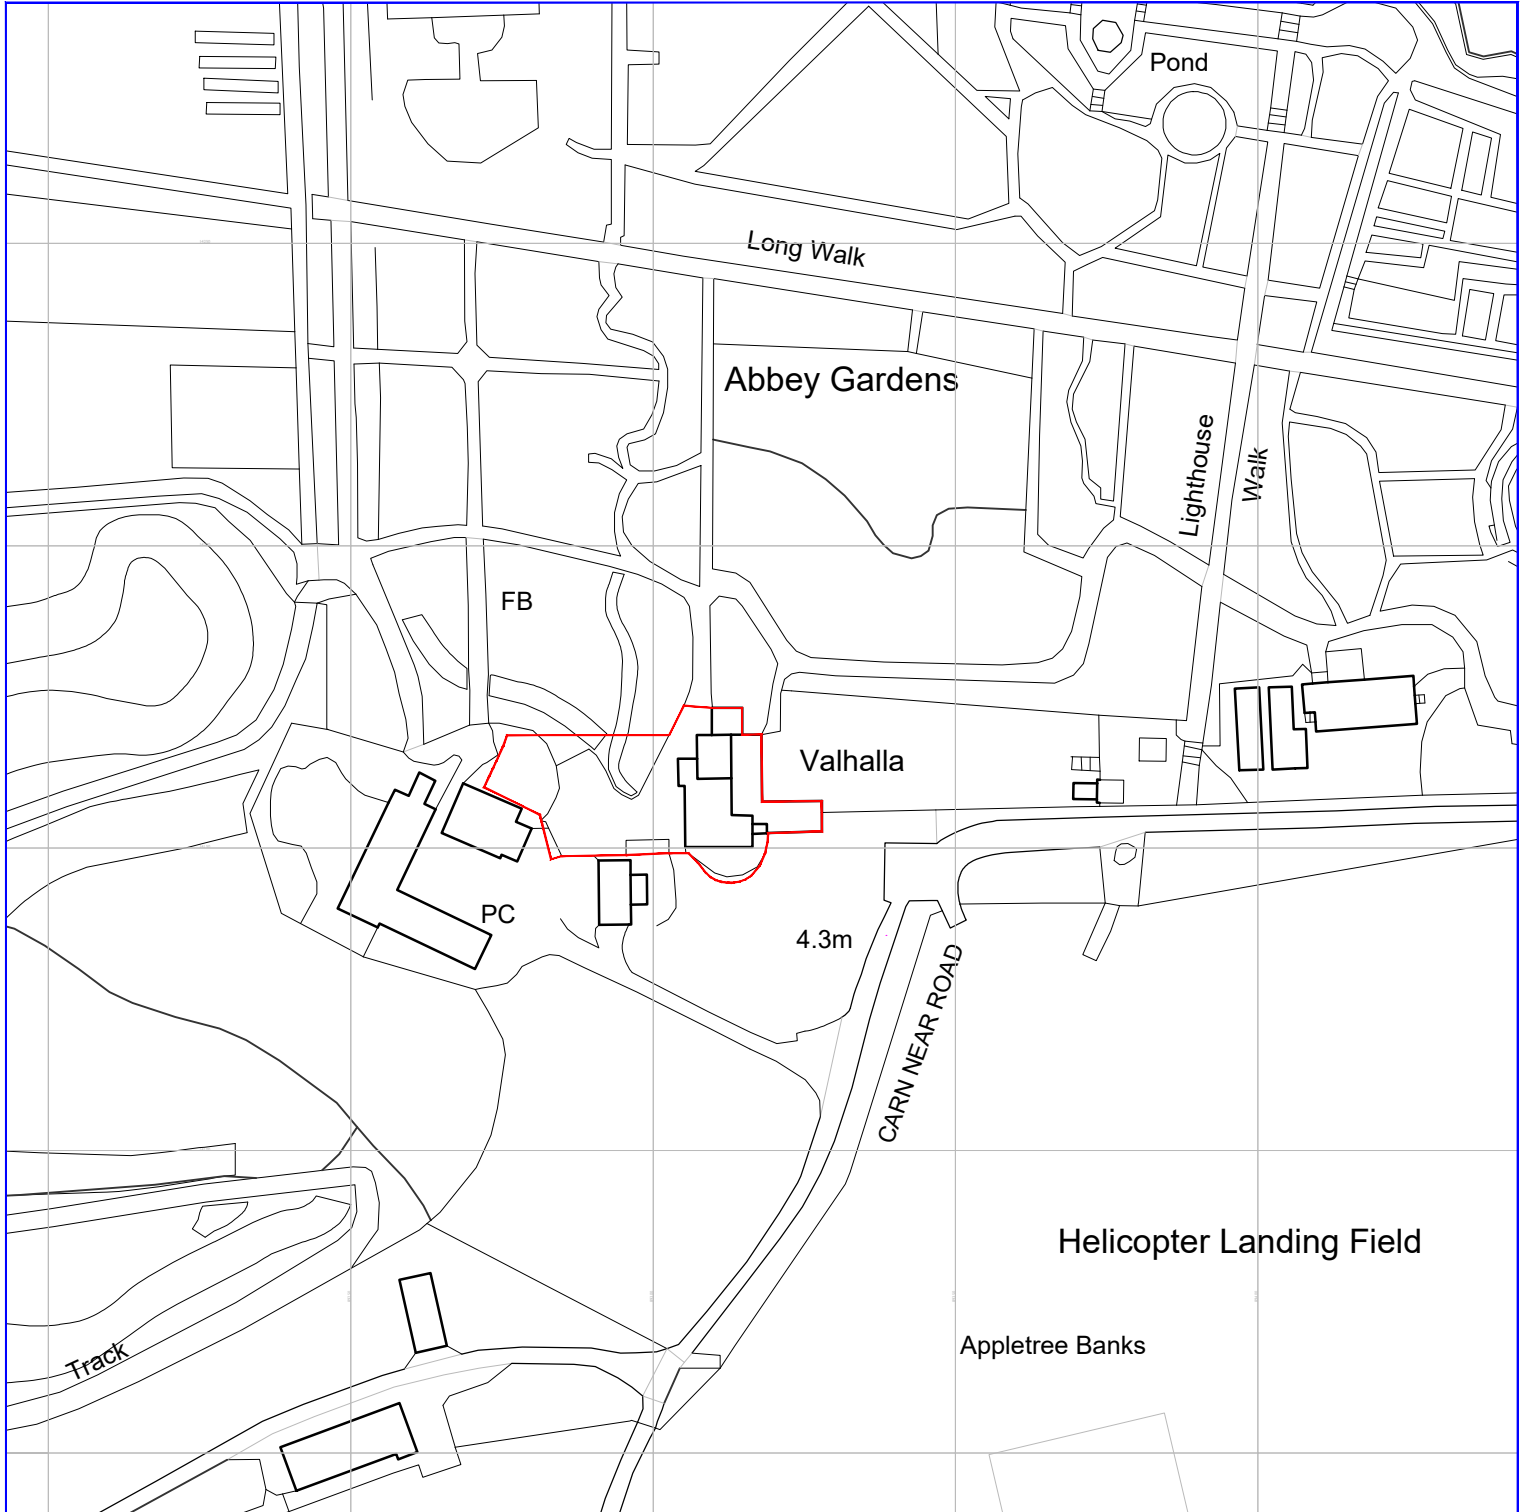 Pond
Long Walk
Abbey Gardens
Lighthouse
Walk
FB
Valhalla
PC
4.3m
CARN NEAR ROAD
Helicopter Landing Field
Appletree Banks
Track